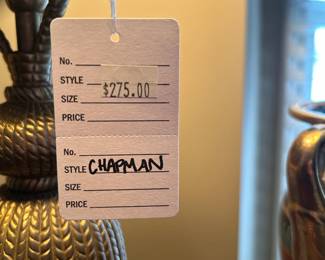 No.
STYLE $275.00
SIZE
PRICE
No.
STYLE CHAPMAN
SIZE
PRICE